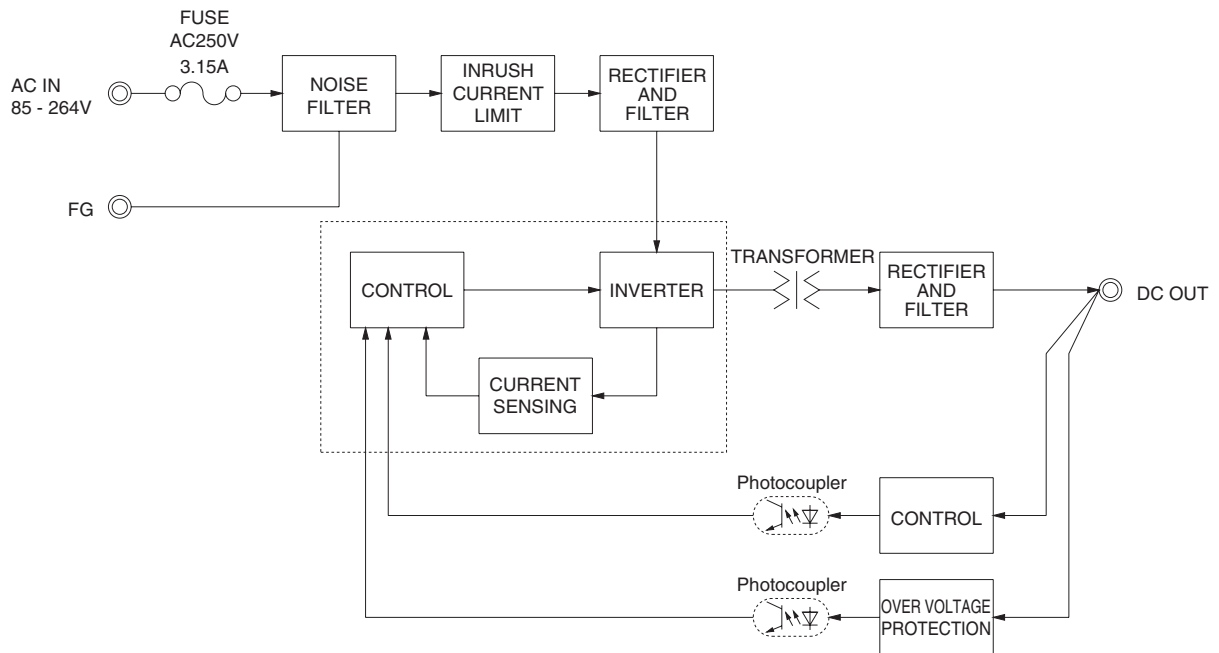 FUSE
AC250V
3.15A
AC IN
85 - 264V
NOISE
FILTER
INRUSH
CURRENT
LIMIT
RECTIFIER
AND
FILTER
FG
CONTROL
INVERTER
TRANSFORMER
RECTIFIER
AND
FILTER
DC OUT
CURRENT
SENSING
Photocoupler
CONTROL
Photocoupler
OVER VOLTAGE
PROTECTION